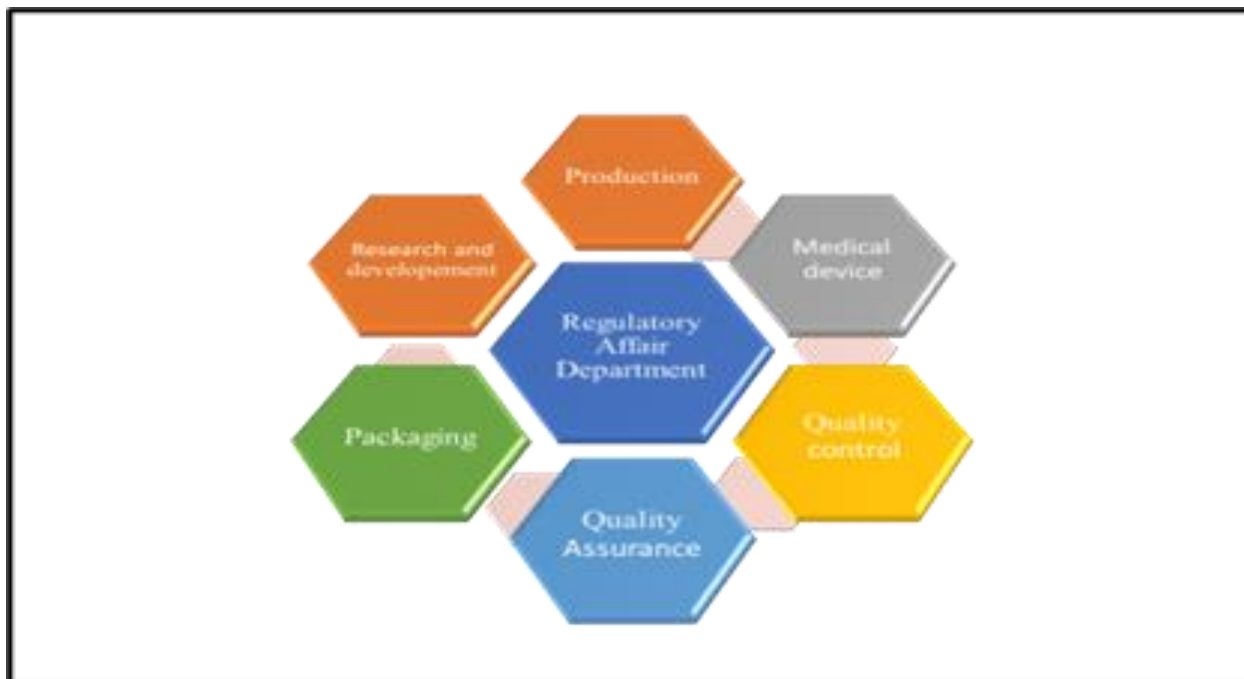 Production
Research and
developement
Medical
device
Regulatory
Affair
Department
Packaging
Quality
control
Quality
Assurance